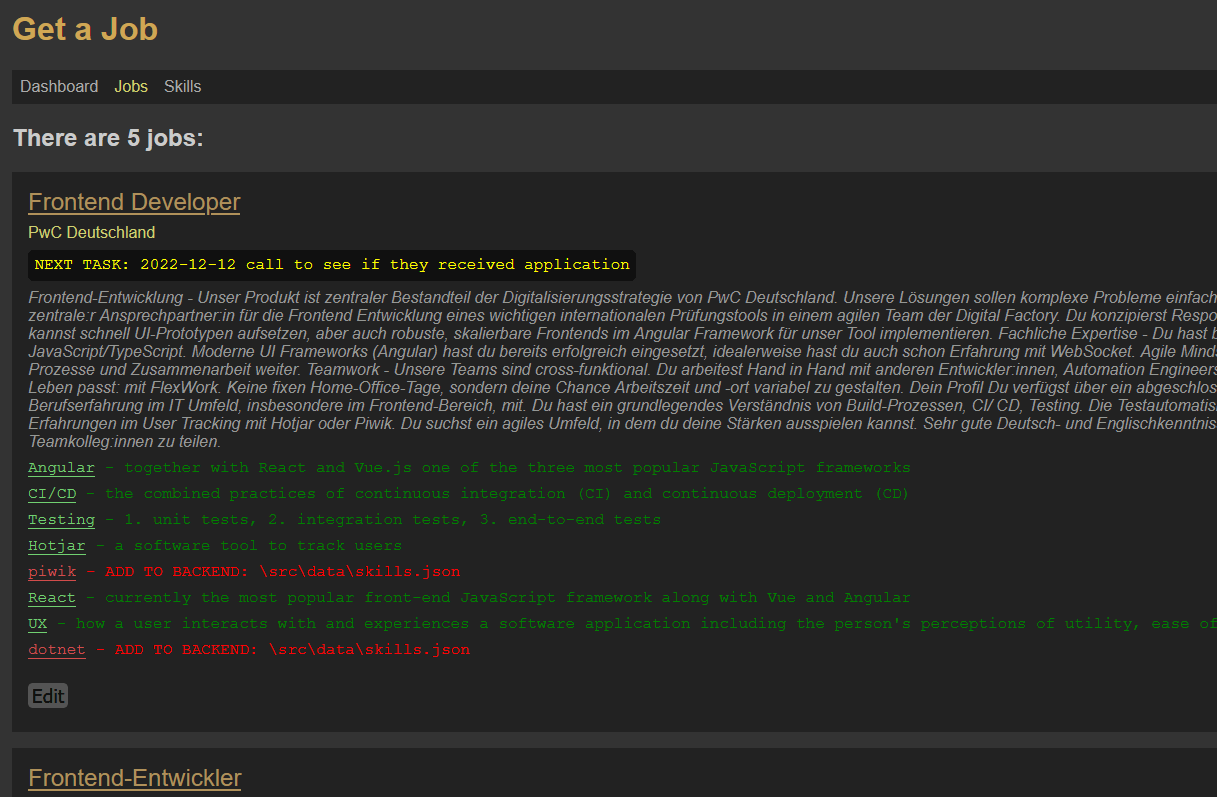 Get a Job
Dashboard Jobs Skills
There are 5 jobs:
Frontend Developer
PwC Deutschland
NEXT TASK: 2022-12-12 call to see if they received application
Frontend-Entwicklung - Unser Produkt ist zentraler Bestandteil der Digitalisierungsstrategie von PwC Deutschland. Unsere Lösungen sollen komplexe Probleme einfach
zentrale:r Ansprechpartner:in für die Frontend Entwicklung eines wichtigen internationalen Prüfungstools in einem agilen Team der Digital Factory. Du konzipierst Respo
kannst schnell UI-Prototypen aufsetzen, aber auch robuste, skalierbare Frontends im Angular Framework für unser Tool implementieren. Fachliche Expertise - Du hast b
JavaScript/TypeScript. Moderne UI Frameworks (Angular) hast du bereits erfolgreich eingesetzt, idealerweise hast du auch schon Erfahrung mit WebSocket. Agile Mind
Prozesse und Zusammenarbeit weiter. Teamwork - Unsere Teams sind cross-funktional. Du arbeitest Hand in Hand mit anderen Entwickler:innen, Automation Engineers
Leben passt: mit FlexWork. Keine fixen Home-Office-Tage, sondern deine Chance Arbeitszeit und -ort variabel zu gestalten. Dein Profil Du verfügst über ein abgeschlos
Berufserfahrung im IT Umfeld, insbesondere im Frontend-Bereich, mit. Du hast ein grundlegendes Verständnis von Build-Prozessen, CI/ CD, Testing. Die Testautomatis
Erfahrungen im User Tracking mit Hotjar oder Piwik. Du suchst ein agiles Umfeld, in dem du deine Stärken ausspielen kannst. Sehr gute Deutsch- und Englischkenntnis
Teamkolleg:innen zu teilen.
Angular - together with React and Vue.js one of the three most popular JavaScript frameworks
CI/CD - the combined practices of continuous integration (CI) and continuous deployment (CD)
Testing - 1. unit tests, 2. integration tests, 3. end-to-end tests
Hotjar - a software tool to track users
piwik - ADD TO BACKEND: \src\data\skills.json
React - currently the most popular front-end JavaScript framework along with Vue and Angular
UX - how a user interacts with and experiences a software application including the person's perceptions of utility, ease of
dotnet - ADD TO BACKEND: \src\data\skills.json
Edit
Frontend-Entwickler